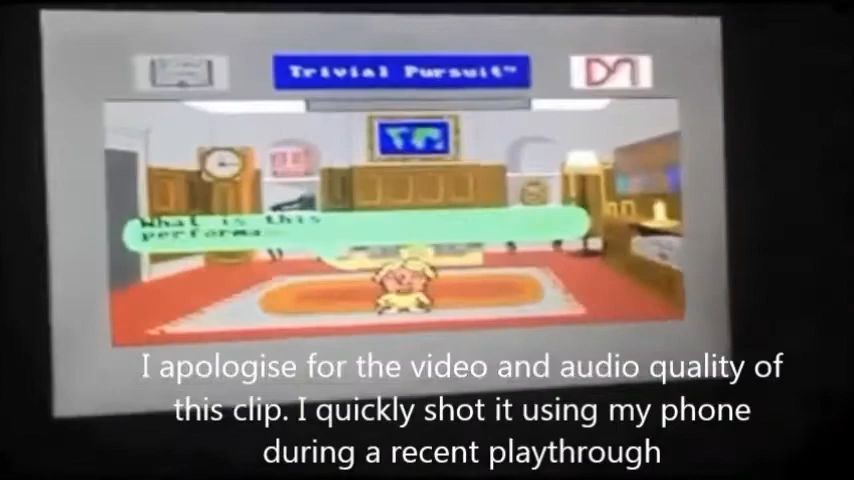 Trivial Pursuit™
What is this
performa
I apologise for the video and audio quality of
this clip. I quickly shot it using my phone
during a recent playthrough